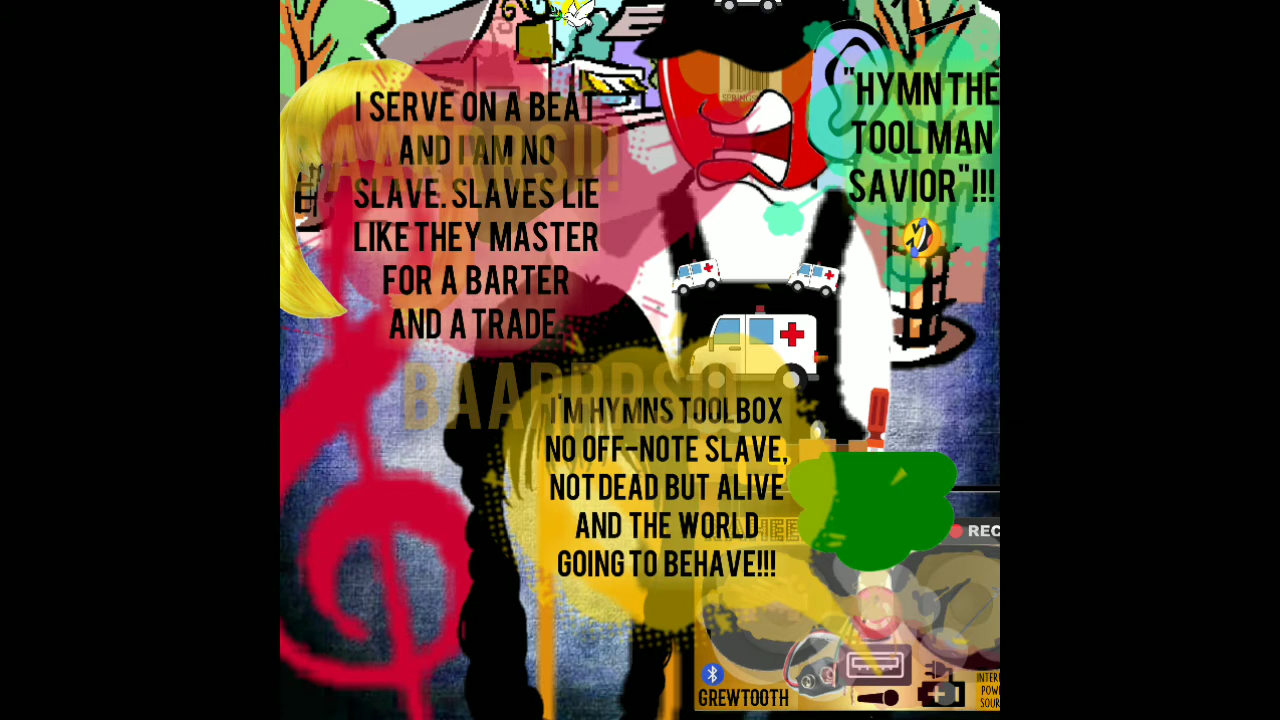 I SERVE ON A BEAT
AND I AM NO
SLAVE. SLAVES LIE
LIKE THEY MASTER
FOR A BARTER
AND A TRADE.
"HYMN THE
TOOL MAN
SAVIOR"!!!
BAARRRS!!!
BAARRRS!!!
I'M HYMNS TOOLBOX
NO OFF-NOTE SLAVE,
NOT DEAD BUT ALIVE
AND THE WORLD
GOING TO BEHAVE!!!
REC
GREWTOOTH